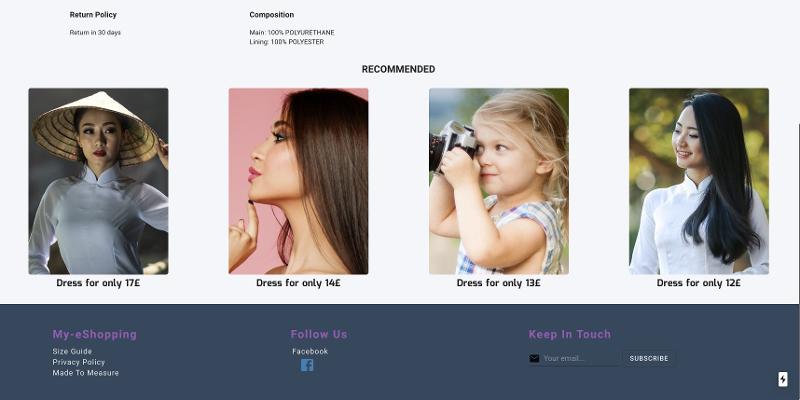 Return Policy
Composition
Return in 30 days
Main: 100% POLYURETHANE
Lining: 100% POLYESTER
RECOMMENDED
Dress for only 17£
Dress for only 14£
Dress for only 13£
Dress for only 12£
My-eShopping
Follow Us
Keep In Touch
Size Guide
Privacy Policy
Made To Measure
Facebook
Your email...
SUBSCRIBE